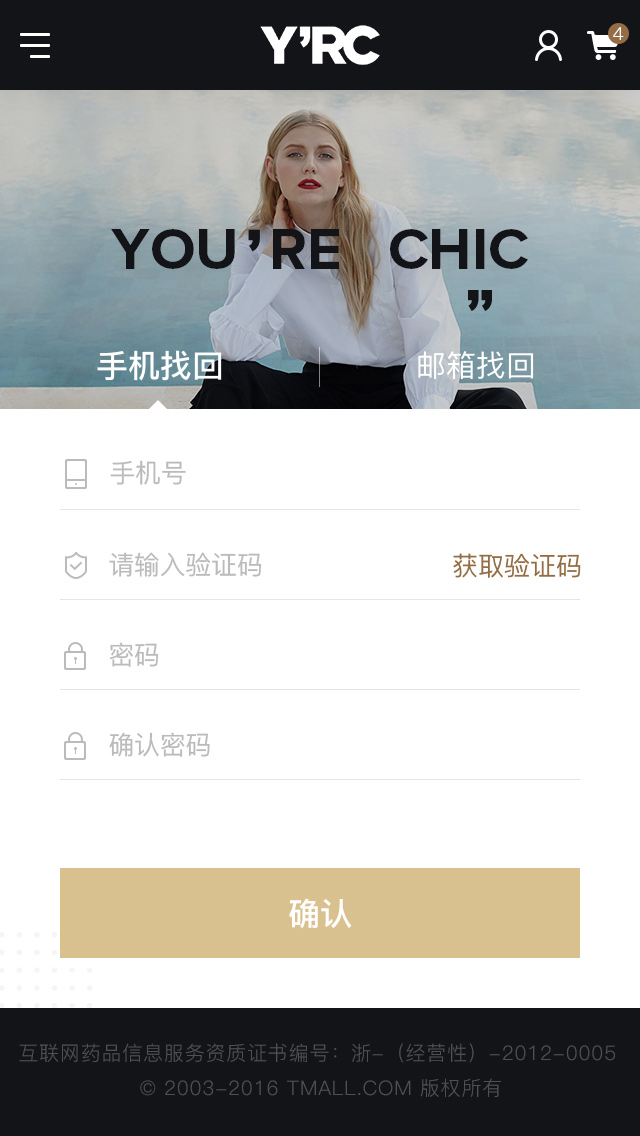 Y'RC
4
YOU'RE CHIC
”
手机找回
邮箱找回
手机号
请输入验证码 获取验证码
密码
确认密码
确认
互联网药品信息服务资质证书编号：浙-（经营性）-2012-0005
© 2003-2016 TMALL.COM 版权所有